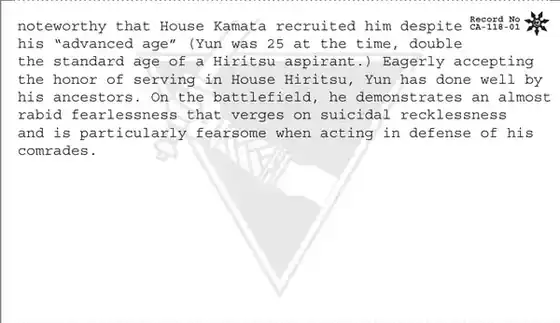 noteworthy that House Kamata recruited him despite
Record No
CA-118-01
his “advanced age” (Yun was 25 at the time, double
the standard age of a Hiritsu aspirant.) Eagerly accepting
the honor of serving in House Hiritsu, Yun has done well by
his ancestors. On the battlefield, he demonstrates an almost
rabid fearlessness that verges on suicidal recklessness
and is particularly fearsome when acting in defense of his
comrades.